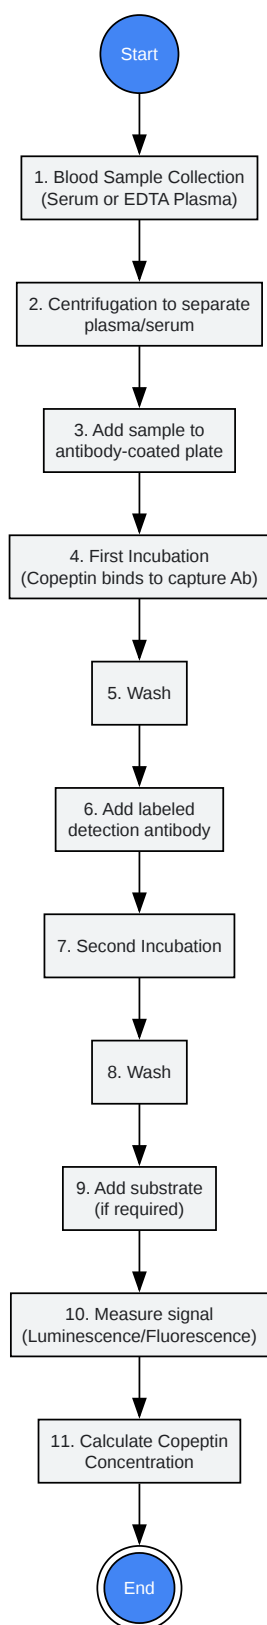 Start
1. Blood Sample Collection
(Serum or EDTA Plasma)
2. Centrifugation to separate
plasma/serum
3. Add sample to
antibody-coated plate
4. First Incubation
(Copeptin binds to capture Ab)
5. Wash
6. Add labeled
detection antibody
7. Second Incubation
8. Wash
9. Add substrate
(if required)
10. Measure signal
(Luminescence/Fluorescence)
11. Calculate Copeptin
Concentration
End